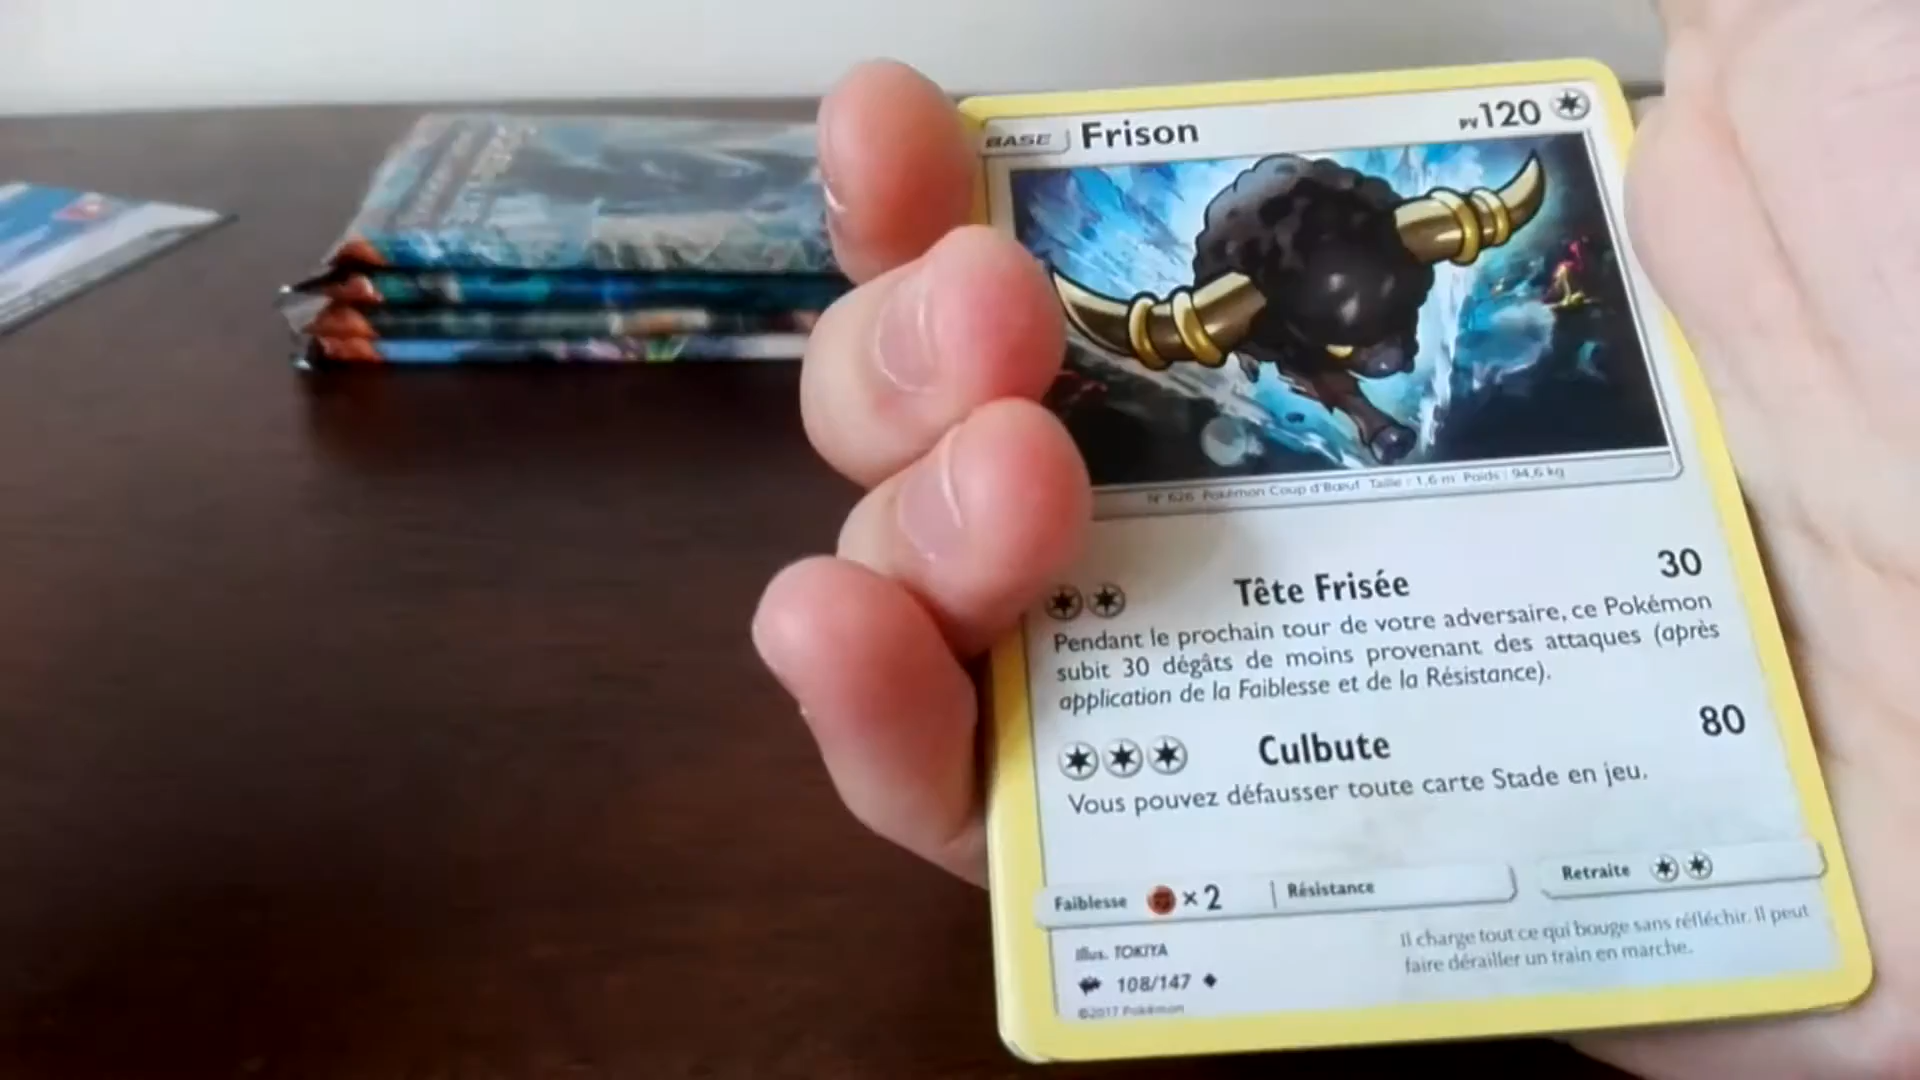 BASE Frison PV120
N° 626 Pokémon Coup d'Bœuf Taille : 1,6 m Poids : 94,6 kg
Tête Frisée 30
Pendant le prochain tour de votre adversaire, ce Pokémon
subit 30 dégâts de moins provenant des attaques (après
application de la Faiblesse et de la Résistance).
Culbute 80
Vous pouvez défausser toute carte Stade en jeu.
Faiblesse ×2 Résistance Retraite
Illus. TOKIYA
108/147
©2017 Pokémon
Il charge tout ce qui bouge sans réfléchir. Il peut
faire dérailler un train en marche.